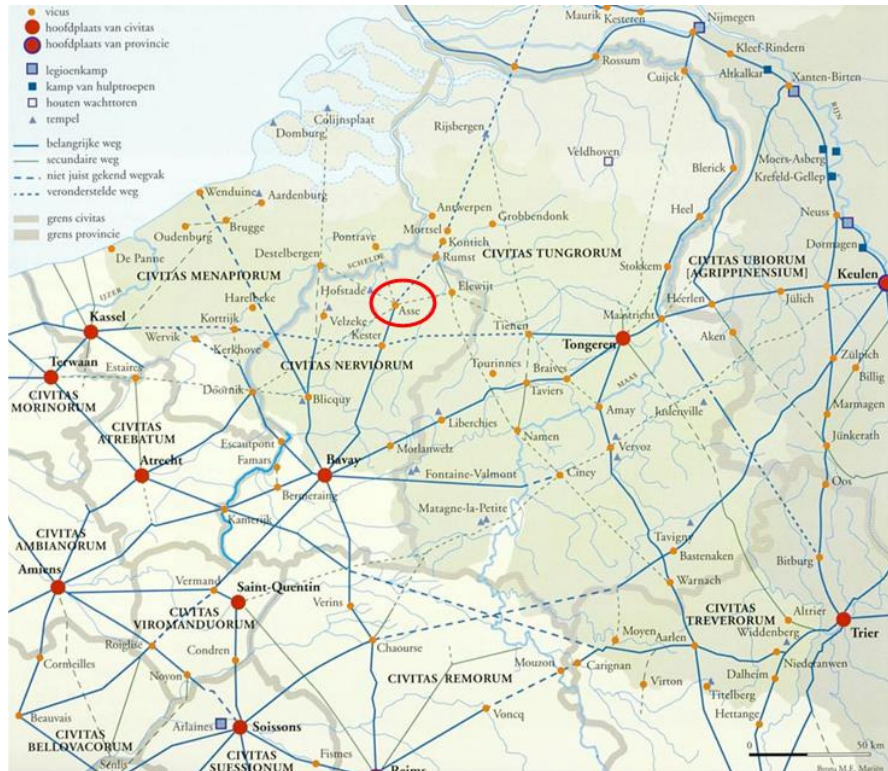 vicus
hoofdplaats van civitas
hoofdplaats van provincie
legioenkamp
kamp van hulptroepen
houten wachttoren
tempel
belangrijke weg
secundaire weg
niet juist gekend wegvak
veronderstelde weg
grens civitas
grens provincie
Maurik
Kesteren
Nijmegen
Rossum
Kleef-Rindern
Altkalkar
Cuijck
Xanten-Birten
RIJN
Colijnsplaat
Domburg
Rijsbergen
Veldhoven
Moers-Asberg
Krefeld-Gellep
Blerick
Wenduine
Aardenburg
Antwerpen
Grobbendonk
Heel
Neuss
Oudenburg
Brugge
Pontrave
Mortsel
Kontich
Dormagen
De Panne
Destelbergen
SCHELDE
Rumst
CIVITAS TUNGRORUM
CIVITAS UBIORUM
[AGRIPPINENSIUM]
CIVITAS MENAPIORUM
Stokkem
Keulen
IJZER
Hofstade
Elewijt
Harelbeke
Asse
Maastricht
Heerlen
Jülich
Kassel
Kortrijk
Velzeke
Tienen
Wervik
Kester
Tongeren
Aken
Kerkhove
Zülpich
Terwaan
Estaires
CIVITAS NERVIORUM
Tourinnes
Braives
MAAS
Billig
CIVITAS
MORINORUM
Doornik
Blicquy
Taviers
Amay
Juslenville
Marmagen
CIVITAS
ATREBATUM
Liberchies
Namen
Jünkerath
Escautpont
Morlanwelz
Vervoz
Atrecht
Famars
Bavay
Fontaine-Valmont
Ciney
Oos
Bermeraing
Kamerijk
Matagne-la-Petite
CIVITAS
AMBIANORUM
Tavigny
Bastenaken
Bitburg
Amiens
Vermand
Saint-Quentin
Warnach
CIVITAS
VIROMANDUORUM
Verins
CIVITAS
TREVERORUM
Altrier
Trier
Roiglise
Condren
Chaourse
Moyen
Aarlen
Widdenberg
Cormeilles
Mouzon
Carignan
Niederanwen
Noyon
CIVITAS REMORUM
Virton
Dalheim
Titelberg
Beauvais
Arlaines
Soissons
Voncq
Hettange
CIVITAS
BELLOVACORUM
CIVITAS
SUESSIONUM
Fismes
Senlis
Reims
0
50 km